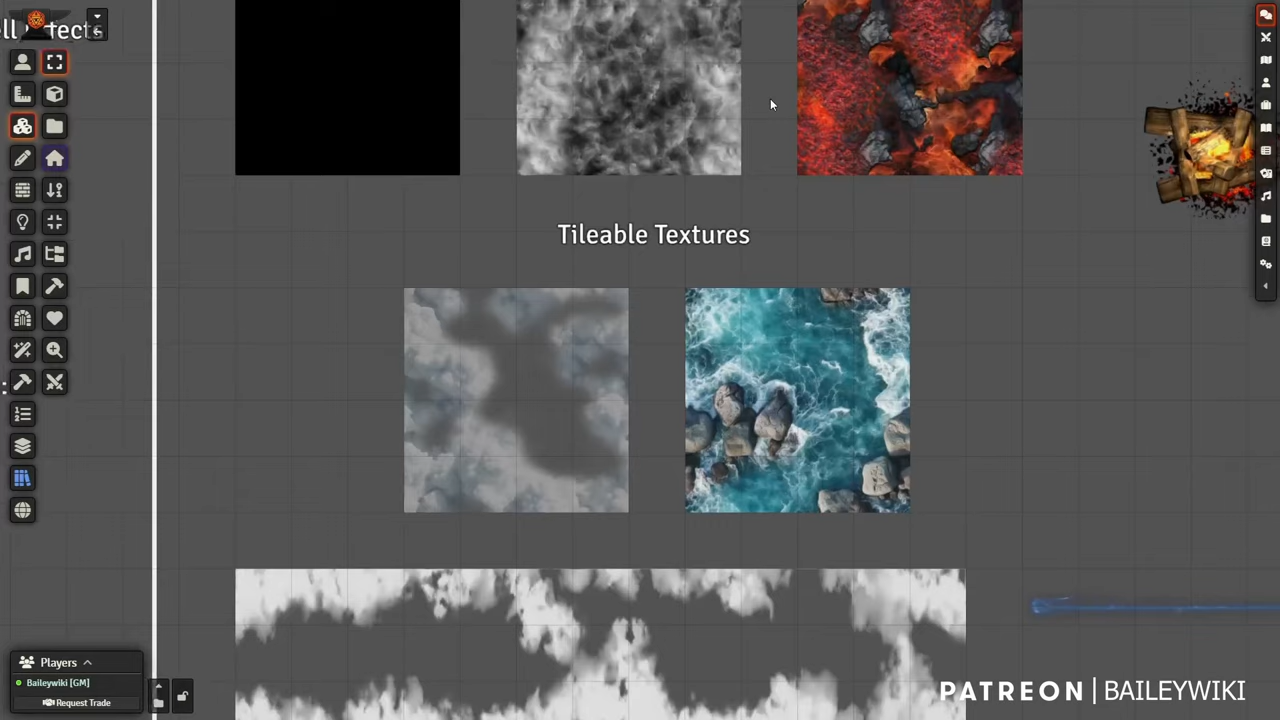 Tileable Textures
Players
Baileywiki [GM]
Request Trade
PATREON | BAILEYWIKI